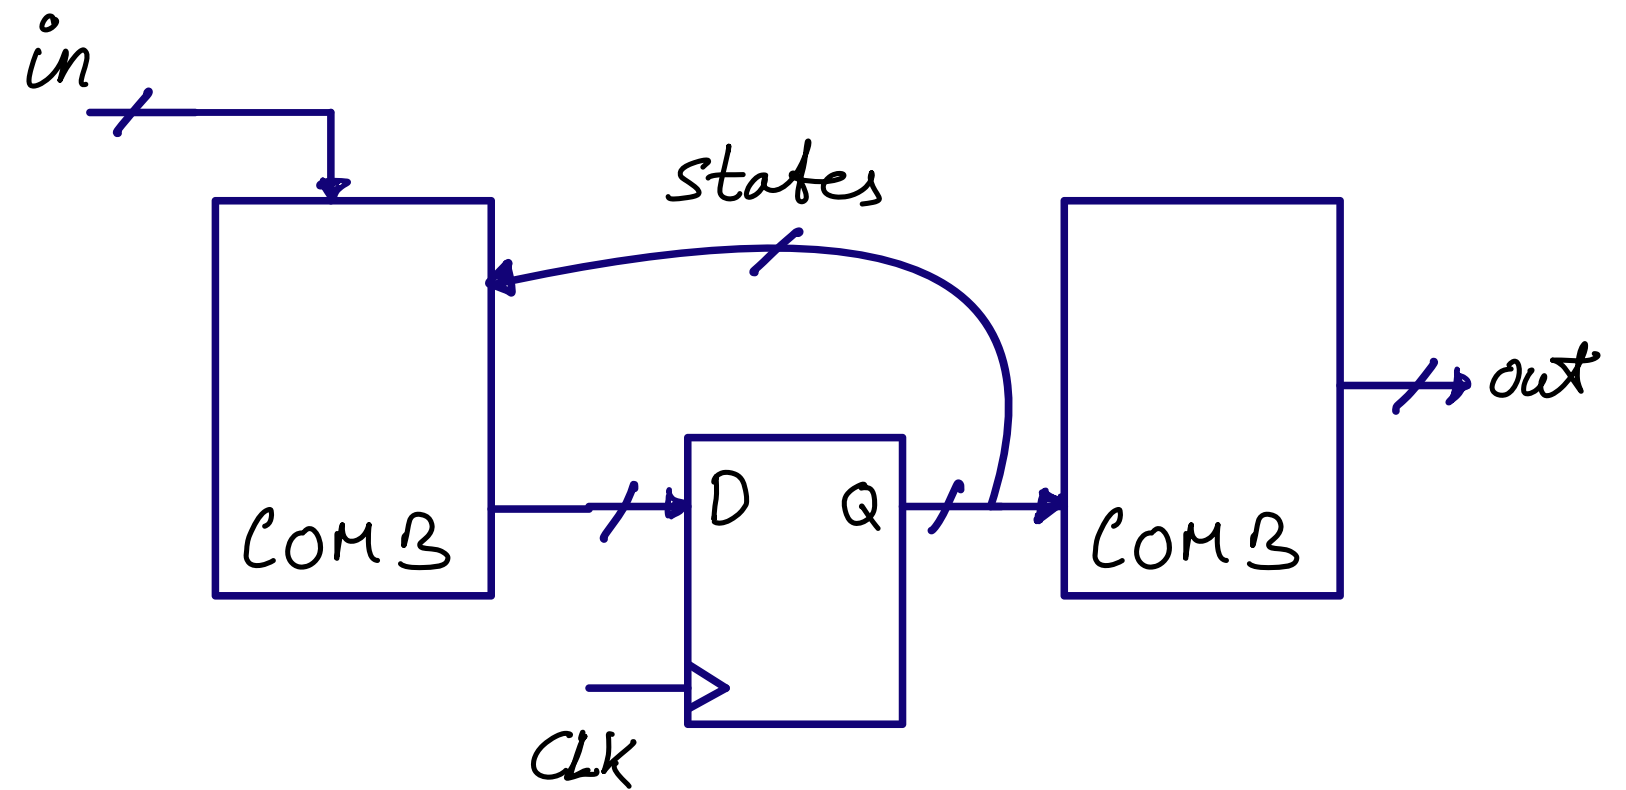 in
states
out
D
Q
COMB
COMB
CLK